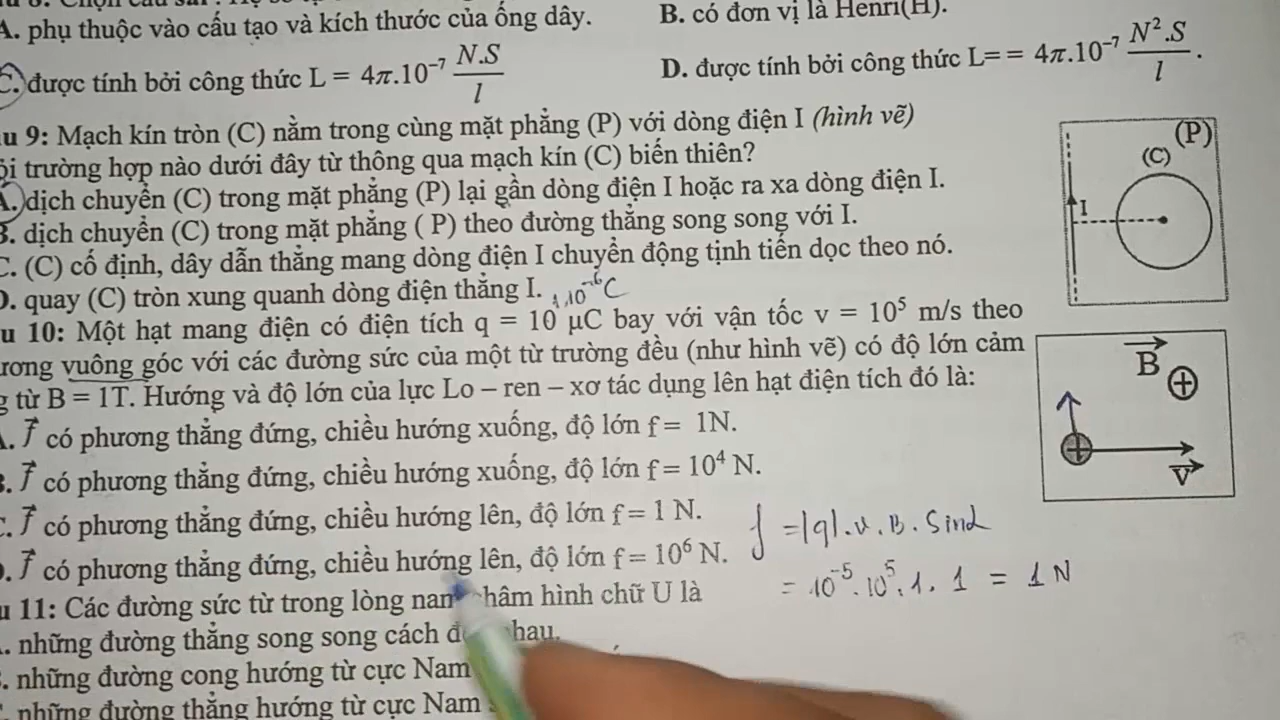 A. phụ thuộc vào cấu tạo và kích thước của ống dây. B. có đơn vị là Henri(H).
C. được tính bởi công thức L = 4π.10⁻⁷ N.S/l D. được tính bởi công thức L= = 4π.10⁻⁷ N².S/l .
u 9: Mạch kín tròn (C) nằm trong cùng mặt phẳng (P) với dòng điện I (hình vẽ)
ỏi trường hợp nào dưới đây từ thông qua mạch kín (C) biến thiên?
A. dịch chuyển (C) trong mặt phẳng (P) lại gần dòng điện I hoặc ra xa dòng điện I.
B. dịch chuyển (C) trong mặt phẳng ( P) theo đường thẳng song song với I.
C. (C) cố định, dây dẫn thẳng mang dòng điện I chuyển động tịnh tiến dọc theo nó.
D. quay (C) tròn xung quanh dòng điện thẳng I.
(P)
(C)
I
.10⁻⁶C
u 10: Một hạt mang điện có điện tích q = 10 μC bay với vận tốc v = 10⁵ m/s theo
ương vuông góc với các đường sức của một từ trường đều (như hình vẽ) có độ lớn cảm
g từ B = 1T. Hướng và độ lớn của lực Lo – ren – xơ tác dụng lên hạt điện tích đó là:
A. f⃗ có phương thẳng đứng, chiều hướng xuống, độ lớn f = 1N.
B. f⃗ có phương thẳng đứng, chiều hướng xuống, độ lớn f = 10⁴ N.
C. f⃗ có phương thẳng đứng, chiều hướng lên, độ lớn f = 1 N.
D. f⃗ có phương thẳng đứng, chiều hướng lên, độ lớn f = 10⁶ N.
B⃗
v⃗
f = |q|.v.B.Sinα
= 10⁻⁵.10⁵.1.1 = 1N
u 11: Các đường sức từ trong lòng nam châm hình chữ U là
A. những đường thẳng song song cách nhau.
B. những đường cong hướng từ cực Nam
C. những đường thẳng hướng từ cực Nam